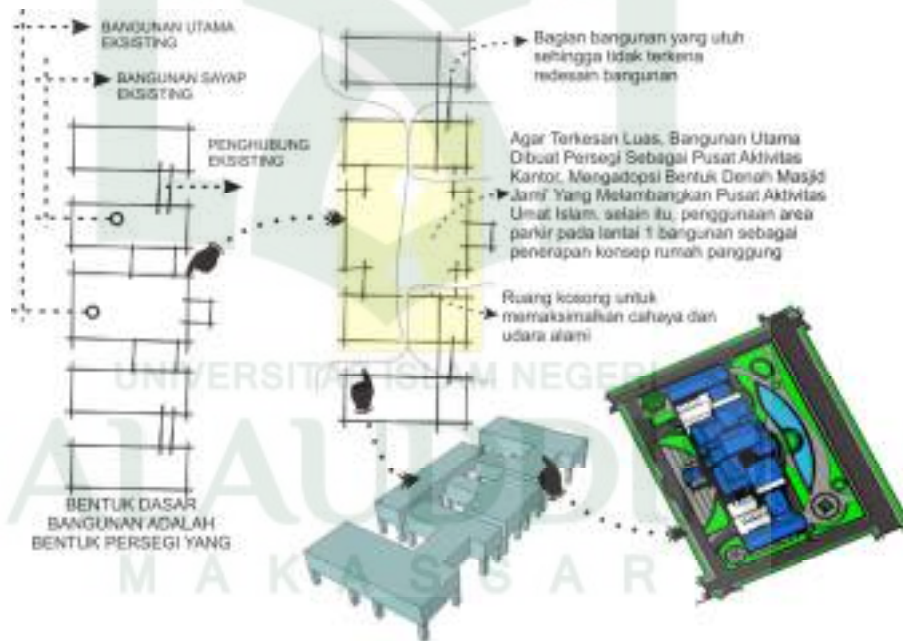 BANGUNAN UTAMA
EKSISTING
BANGUNAN SAYAP
EKSISTING
PENGHUBUNG
EKSISTING
BENTUK DASAR
BANGUNAN ADALAH
BENTUK PERSEGI YANG
Bagian bangunan yang utuh
sehingga tidak terkena
redesain bangunan
Agar Terkesan Luas, Bangunan Utama
Dibuat Persegi Sebagai Pusat Aktivitas
Kantor, Mengadopsi Bentuk Denah Masjid
Jami' Yang Melambangkan Pusat Aktivitas
Umat Islam, selain itu, penggunaan area
parkir pada lantai 1 bangunan sebagai
penerapan konsep rumah panggung
Ruang kosong untuk
memaksimalkan cahaya dan
udara alami
UNIVERSITAS ISLAM NEGERI
ALAUDDIN
MAKASSAR